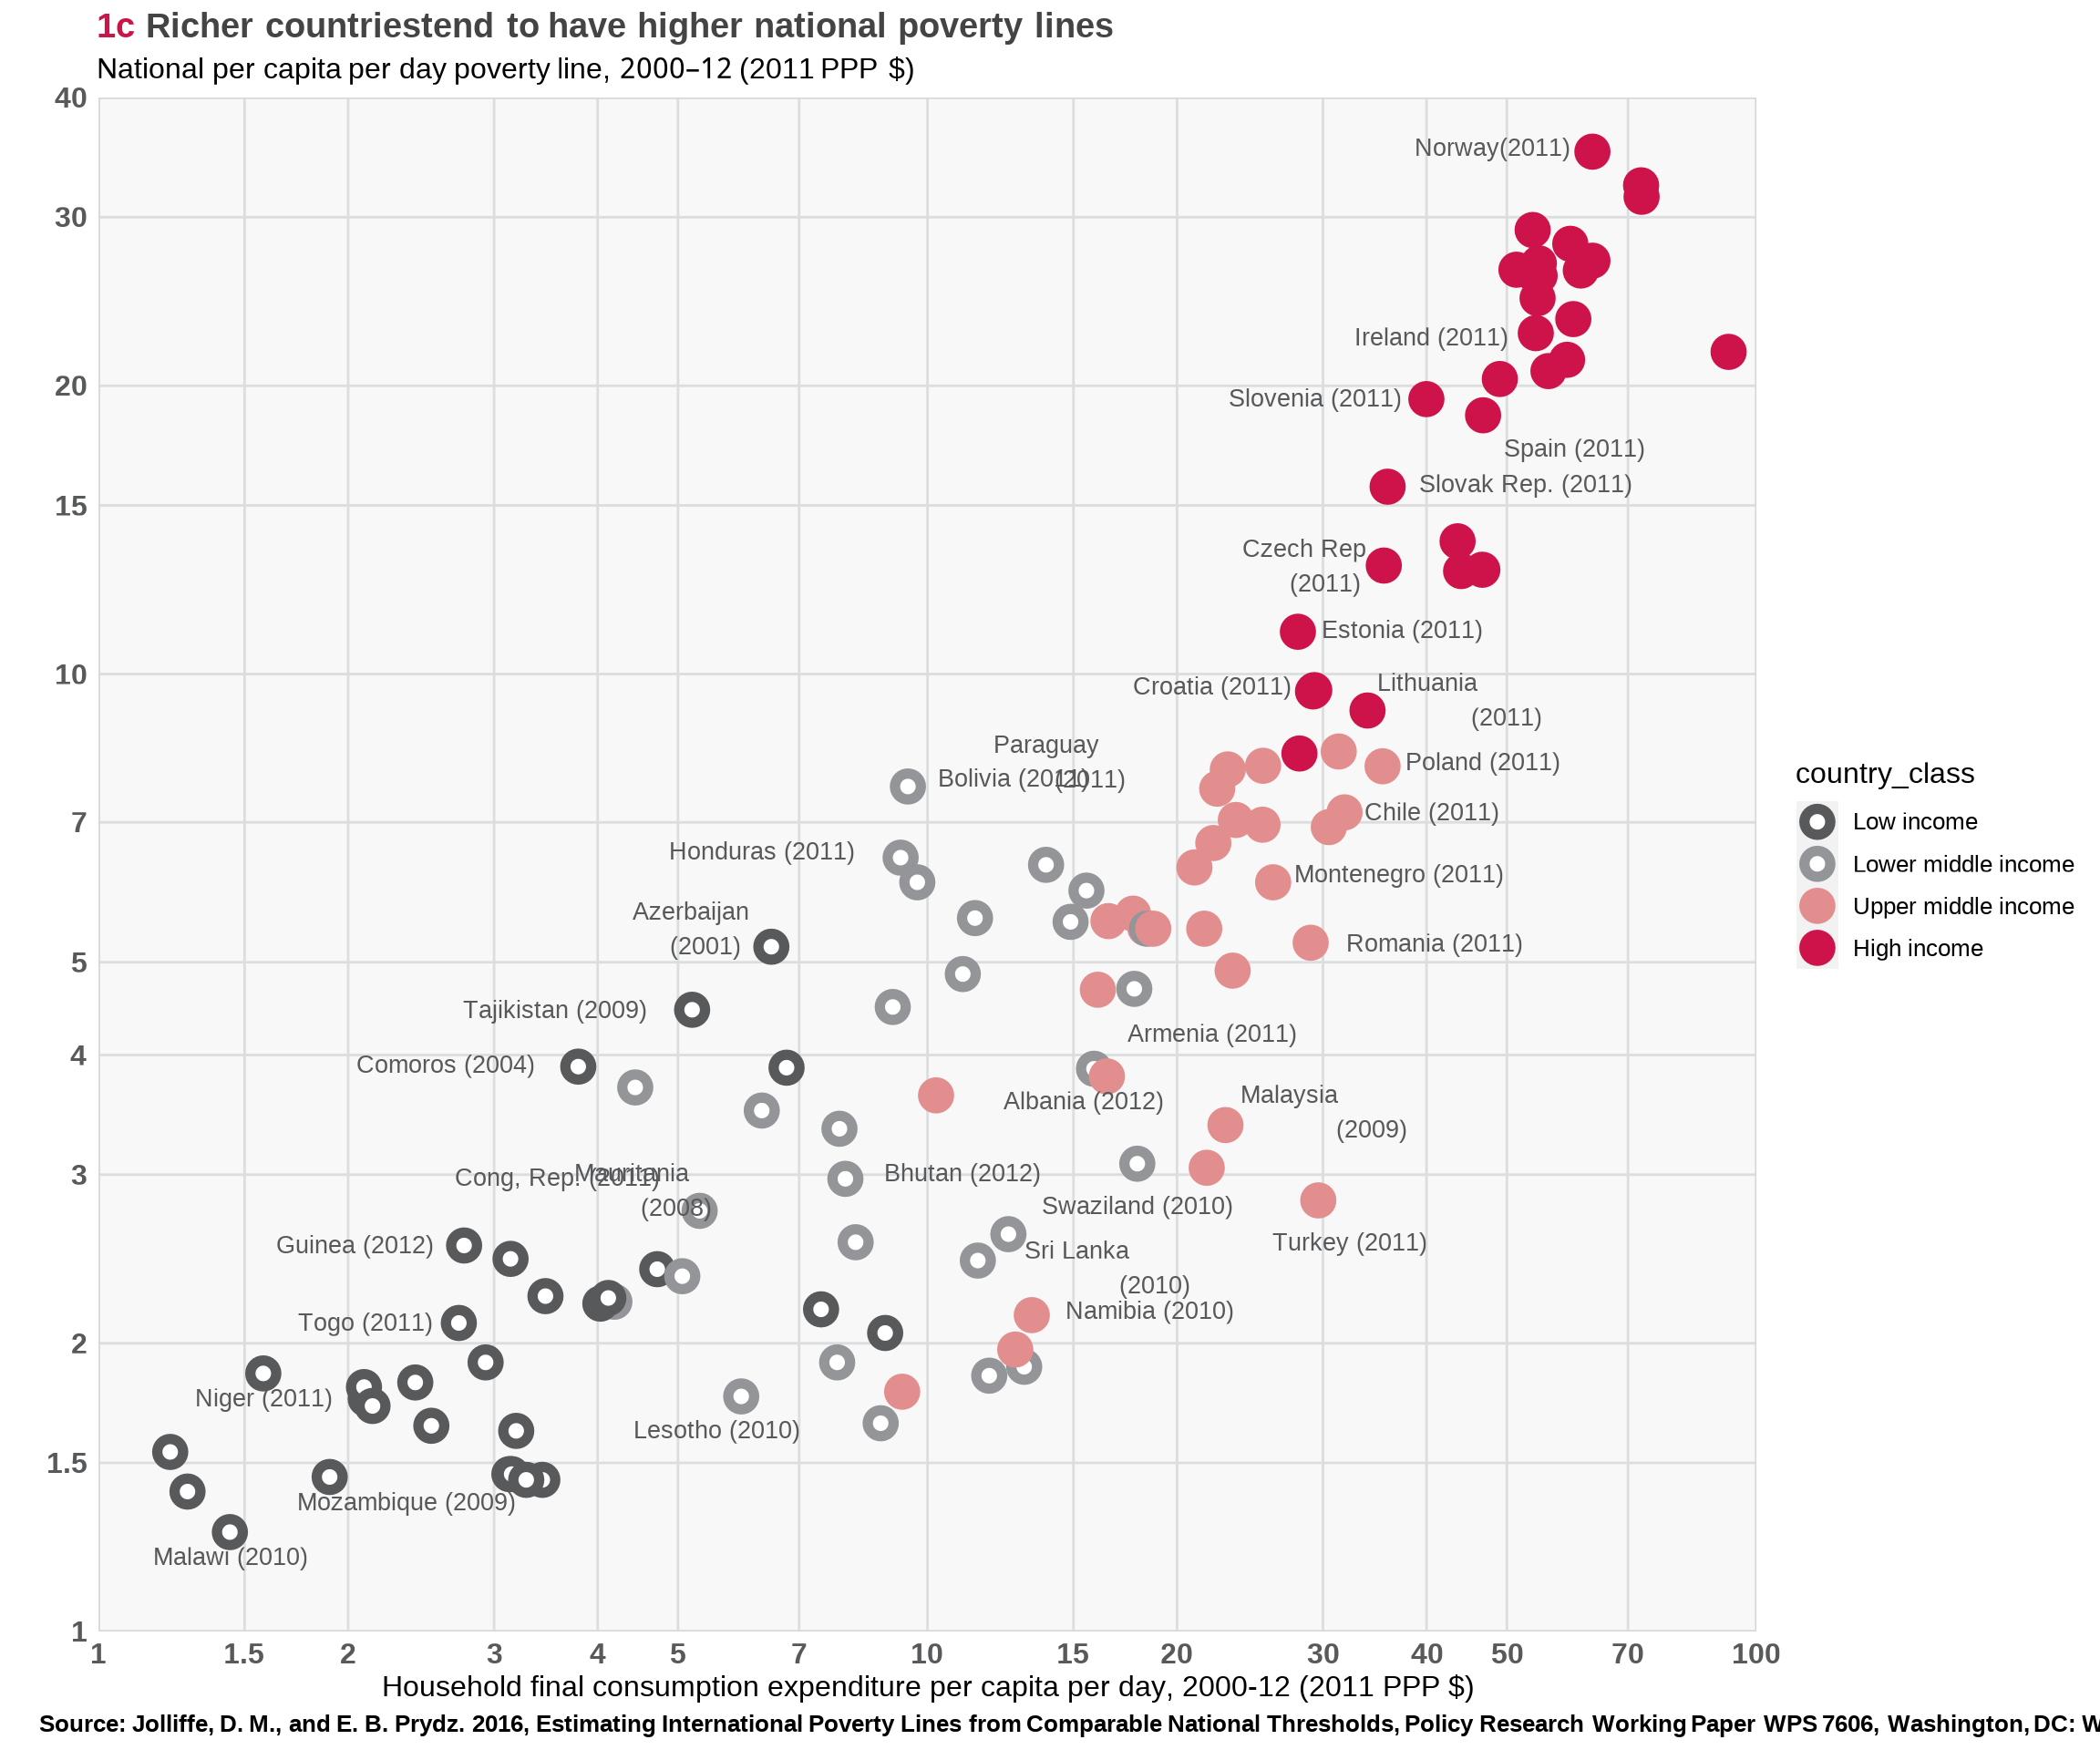 1c Richer countriestend to have higher national poverty lines
National per capita per day poverty line, 2000–12 (2011 PPP $)
40
Norway(2011)
30
Ireland (2011)
20
Slovenia (2011)
Spain (2011)
Slovak Rep. (2011)
15
Czech Rep
(2011)
Estonia (2011)
10
Croatia (2011)
Lithuania
(2011)
Paraguay
(2011)
Bolivia (2011)
Poland (2011)
7
Chile (2011)
Honduras (2011)
Montenegro (2011)
Azerbaijan
(2001)
Romania (2011)
5
Tajikistan (2009)
Armenia (2011)
4
Comoros (2004)
Albania (2012)
Malaysia
(2009)
3
Cong, Rep. (2011)
Mauritania
(2008)
Bhutan (2012)
Swaziland (2010)
Guinea (2012)
Turkey (2011)
Sri Lanka
(2010)
Togo (2011)
Namibia (2010)
2
Niger (2011)
Lesotho (2010)
1.5
Mozambique (2009)
Malawi (2010)
1
1 1.5 2 3 4 5 7 10 15 20 30 40 50 70 100
Household final consumption expenditure per capita per day, 2000-12 (2011 PPP $)
country_class
Low income
Lower middle income
Upper middle income
High income
Source: Jolliffe, D. M., and E. B. Prydz. 2016, Estimating International Poverty Lines from Comparable National Thresholds, Policy Research Working Paper WPS 7606, Washington, DC: